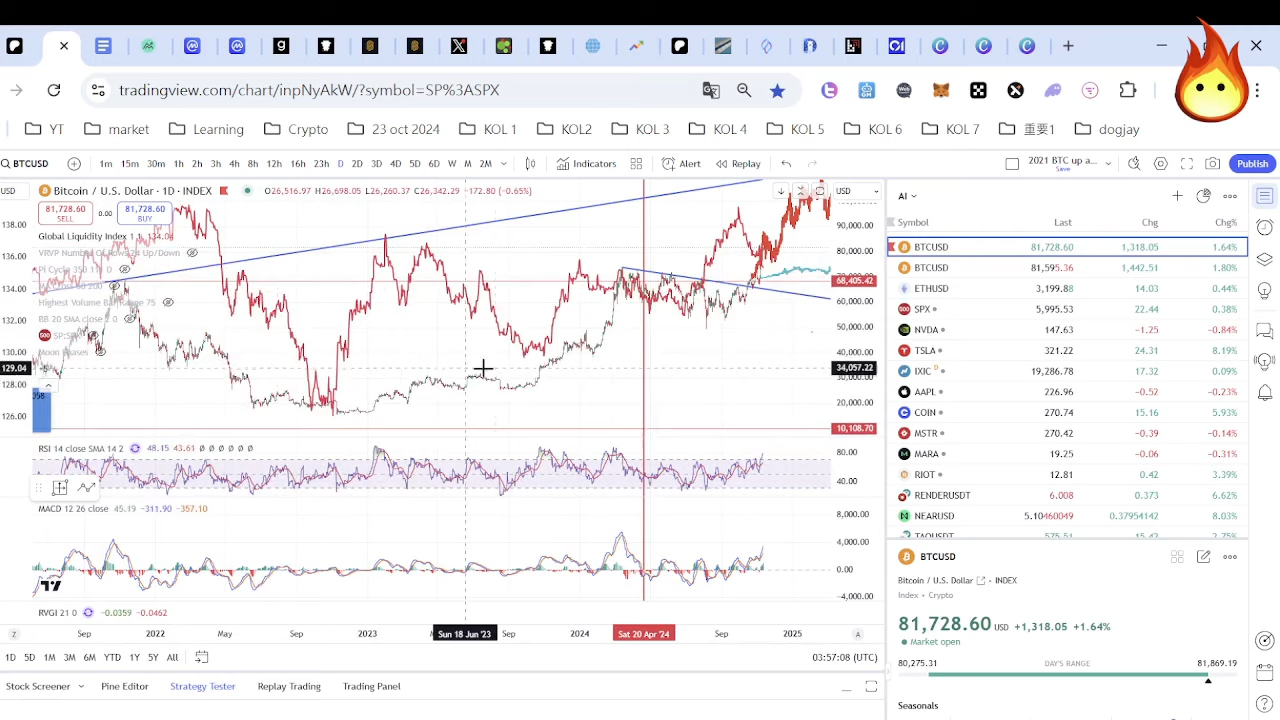 tradingview.com/chart/inpNyAkW/?symbol=SP%3ASPX
YT market Learning Crypto 23 oct 2024 KOL 1 KOL2 KOL 3 KOL 4 KOL 5 KOL 6 KOL 7 重要1 dogjay
BTCUSD 1m 15m 30m 1h 2h 3h 4h 8h 12h 16h 23h D 2D 3D 4D 5D 6D W M 2M Indicators Alert Replay 2021 BTC up a... Save Publish
USD Bitcoin / U.S. Dollar · 1D · INDEX O26,516.97 H26,698.05 L26,260.37 C26,342.29 (−0.65%) USD
81,728.60 SELL 0.00 81,728.60 BUY
Global Liquidity Index
Highest Volume Bar Range 75
BB 20 SMA close 2 0
Moon Phases
138.00
136.00
134.00
132.00
130.00
129.04
128.00
126.00
90,000.00
80,000.00
68,405.42
60,000.00
50,000.00
40,000.00
34,057.22
20,000.00
10,108.70
RSI 14 close SMA 14 2 48.15 43.61 Ø Ø Ø Ø Ø Ø
80.00
40.00
MACD 12 26 close 45.19 −311.90 −357.10
8,000.00
4,000.00
0.00
−4,000.00
RVGI 21 0 −0.0359 −0.0462
Z Sep 2022 May Sep 2023 Sun 18 Jun '23 Sep 2024 Sat 20 Apr '24 Sep 2025 A
1D 5D 1M 3M 6M YTD 1Y 5Y All 03:57:08 (UTC)
Stock Screener Pine Editor Strategy Tester Replay Trading Trading Panel
AI
Symbol Last Chg Chg%
BTCUSD 81,728.60 1,318.05 1.64%
BTCUSD 81,595.36 1,442.51 1.80%
ETHUSD 3,199.88 14.03 0.44%
SPX 5,995.53 22.44 0.38%
NVDA 147.63 −1.25 −0.84%
TSLA 321.22 24.31 8.19%
IXIC D 19,286.78 17.32 0.09%
AAPL 226.96 −0.52 −0.23%
COIN 270.74 15.16 5.93%
MSTR 270.42 −0.39 −0.14%
MARA 19.25 −0.06 −0.31%
RIOT 12.81 0.42 3.39%
RENDERUSDT 6.008 0.373 6.62%
NEARUSD 5.10460049 0.37954142 8.03%
BTCUSD
Bitcoin / U.S. Dollar · INDEX
Index · Crypto
81,728.60 USD +1,318.05 +1.64%
Market open
80,275.31 DAY'S RANGE 81,869.19
Seasonals